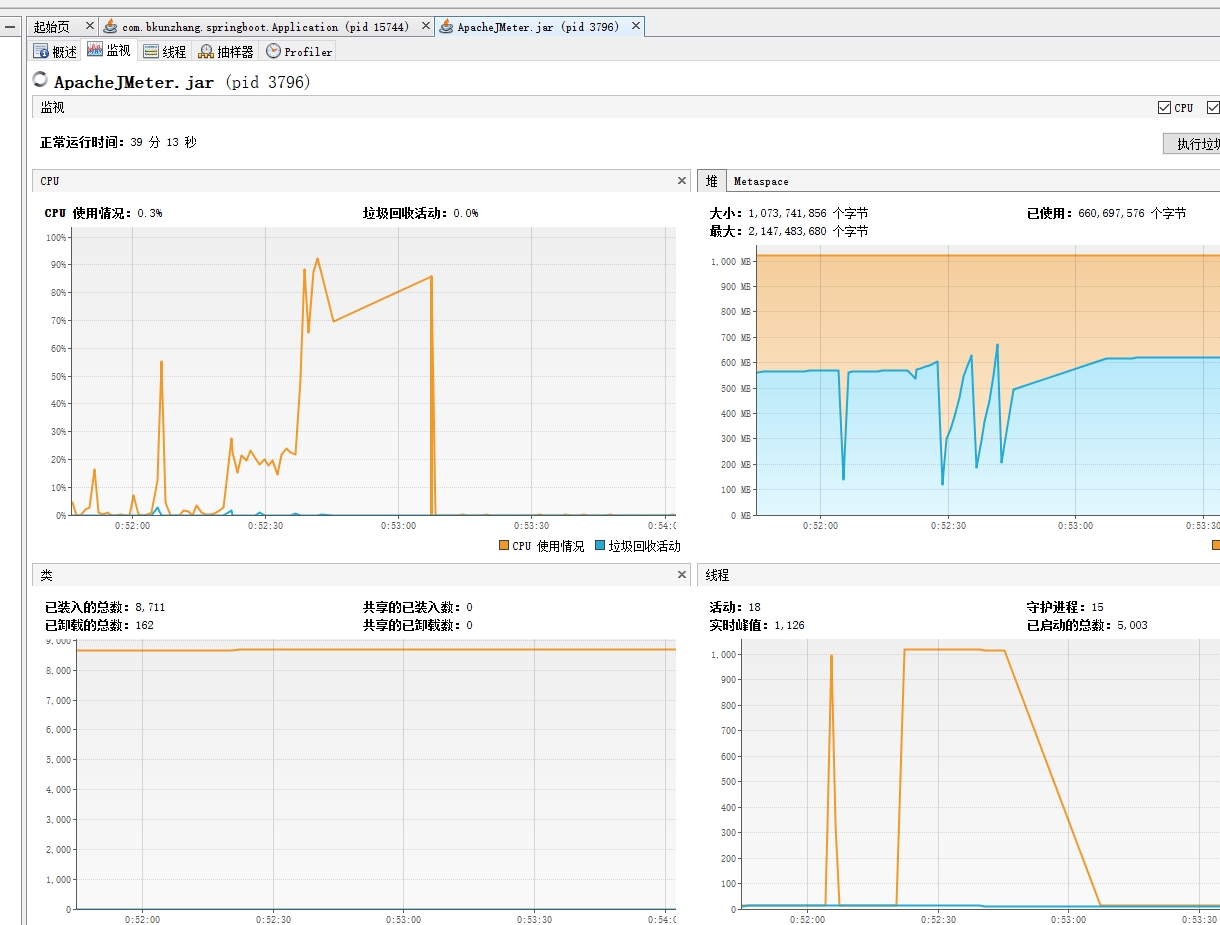 起始页 com.bkunzhang.springboot.Application (pid 15744) ApacheJMeter.jar (pid 3796)
概述 监视 线程 抽样器 Profiler
ApacheJMeter.jar (pid 3796)
监视 CPU
正常运行时间: 39 分 13 秒
执行垃圾
CPU
CPU 使用情况: 0.3% 垃圾回收活动: 0.0%
100%
90%
80%
70%
60%
50%
40%
30%
20%
10%
0%
0:52:00 0:52:30 0:53:00 0:53:30 0:54:0
CPU 使用情况 垃圾回收活动
堆 Metaspace
大小: 1,073,741,856 个字节 已使用: 660,697,576 个字节
最大: 2,147,483,680 个字节
1,000 MB
900 MB
800 MB
700 MB
600 MB
500 MB
400 MB
300 MB
200 MB
100 MB
0 MB
0:52:00 0:52:30 0:53:00 0:53:30
类
已装入的总数: 8,711 共享的已装入数: 0
已卸载的总数: 162 共享的已卸载数: 0
9,000
8,000
7,000
6,000
5,000
4,000
3,000
2,000
1,000
0
0:52:00 0:52:30 0:53:00 0:53:30 0:54:0
线程
活动: 18 守护进程: 15
实时峰值: 1,126 已启动的总数: 5,003
1,000
900
800
700
600
500
400
300
200
100
0
0:52:00 0:52:30 0:53:00 0:53:30